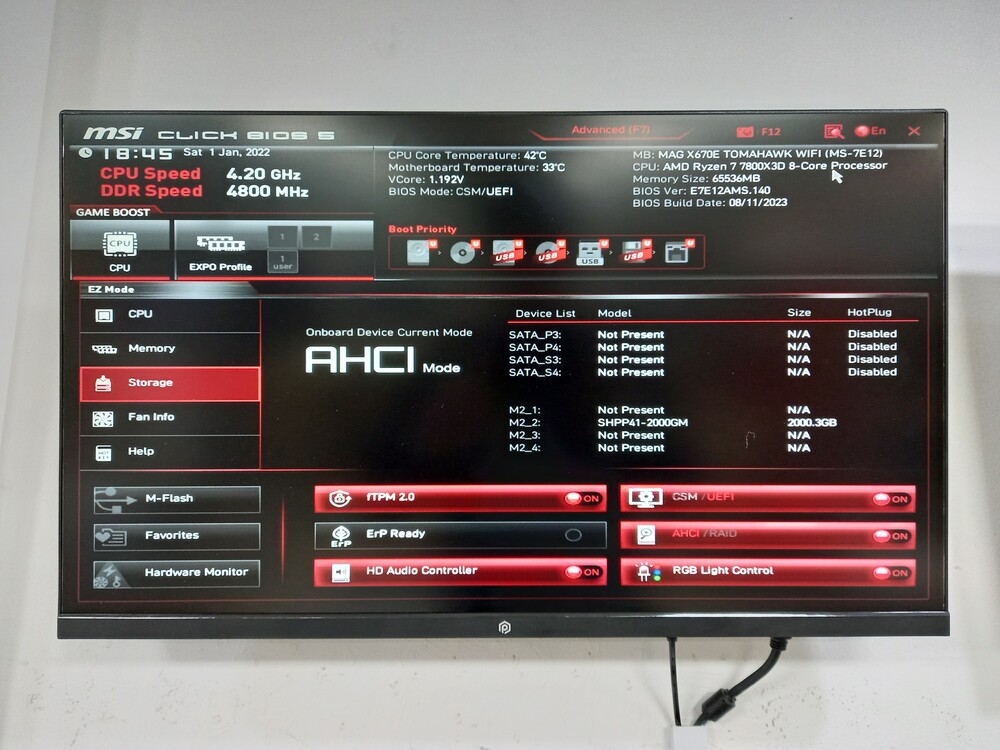 msi CLICK BIOS 5
Advanced (F7)
F12
En
18:45 Sat 1 Jan, 2022
CPU Speed 4.20 GHz
DDR Speed 4800 MHz
CPU Core Temperature: 42°C
Motherboard Temperature: 33°C
VCore: 1.192V
BIOS Mode: CSM/UEFI
MB: MAG X670E TOMAHAWK WIFI (MS-7E12)
CPU: AMD Ryzen 7 7800X3D 8-Core Processor
Memory Size: 65536MB
BIOS Ver: E7E12AMS.140
BIOS Build Date: 08/11/2023
GAME BOOST
CPU
CPU
EXPO Profile
1 2
1
user
Boot Priority
U U U U U U U
USB USB USB USB
EZ Mode
CPU
Memory
Storage
Fan Info
HOT KEY
Help
Onboard Device Current Mode
AHCI Mode
Device List Model Size HotPlug
SATA_P3: Not Present N/A Disabled
SATA_P4: Not Present N/A Disabled
SATA_S3: Not Present N/A Disabled
SATA_S4: Not Present N/A Disabled
M2_1: Not Present N/A
M2_2: SHPP41-2000GM 2000.3GB
M2_3: Not Present N/A
M2_4: Not Present N/A
M-Flash
Favorites
Hardware Monitor
fTPM 2.0 ON
ErP
ErP Ready
HD Audio Controller ON
CSM /UEFI ON
AHCI /RAID ON
RGB Light Control ON